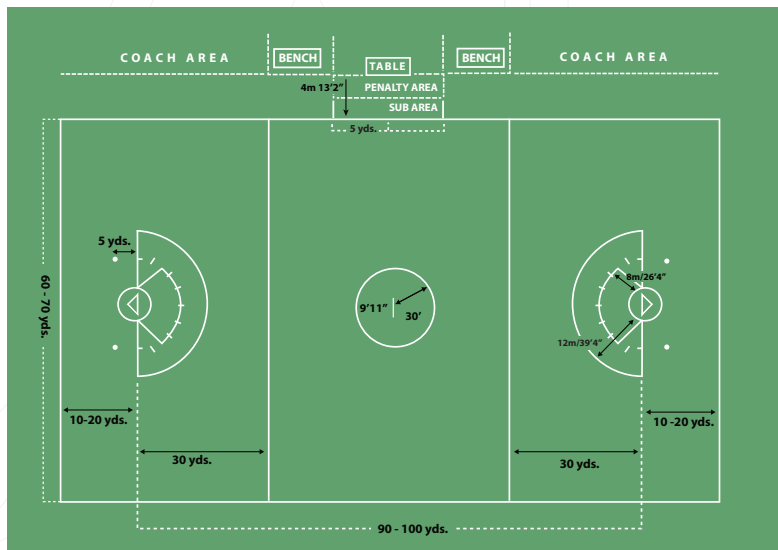 COACH AREA
BENCH
TABLE
BENCH
COACH AREA
4m 13'2"
PENALTY AREA
SUB AREA
5 yds.
5 yds.
60 - 70 yds.
8m/26'4"
9'11"
30'
12m/39'4"
10-20 yds.
10 -20 yds.
30 yds.
30 yds.
90 - 100 yds.